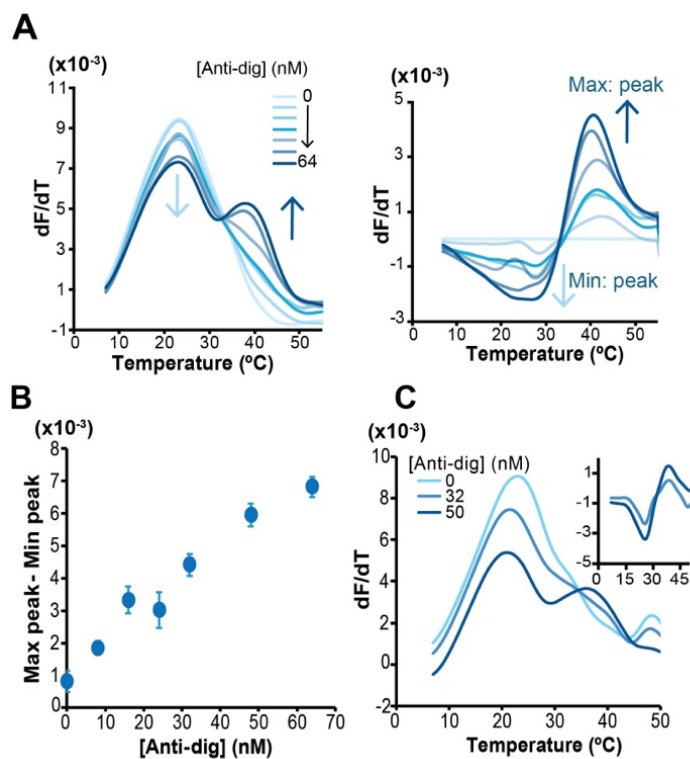 A
(x10⁻³)
[Anti-dig] (nM)
0
64
dF/dT
11
9
7
5
3
1
-1
0 10 20 30 40 50
Temperature (ºC)
(x10⁻³)
Max: peak
Min: peak
dF/dT
5
3
1
-1
-3
0 10 20 30 40 50
Temperature (ºC)
B
(x10⁻³)
Max peak - Min peak
8
7
6
5
4
3
2
1
0
0 10 20 30 40 50 60 70
[Anti-dig] (nM)
C
(x10⁻³)
[Anti-dig] (nM)
0
32
50
dF/dT
10
8
6
4
2
0
-2
0 10 20 30 40 50
Temperature (ºC)
1
-1
-3
-5
0 15 30 45